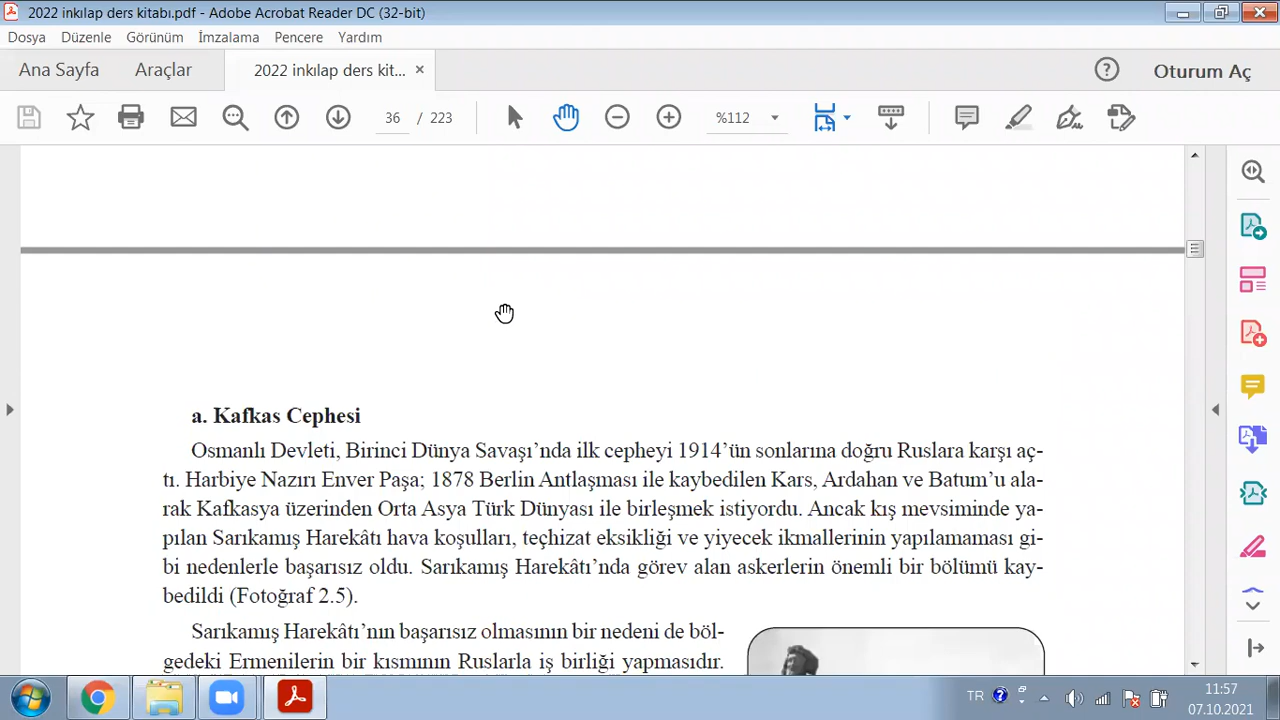 2022 inkılap ders kitabı.pdf - Adobe Acrobat Reader DC (32-bit)
Dosya Düzenle Görünüm İmzalama Pencere Yardım
Ana Sayfa Araçlar 2022 inkılap ders kit... × Oturum Aç
36 / 223 %112
a. Kafkas Cephesi
Osmanlı Devleti, Birinci Dünya Savaşı’nda ilk cepheyi 1914’ün sonlarına doğru Ruslara karşı aç-
tı. Harbiye Nazırı Enver Paşa; 1878 Berlin Antlaşması ile kaybedilen Kars, Ardahan ve Batum’u ala-
rak Kafkasya üzerinden Orta Asya Türk Dünyası ile birleşmek istiyordu. Ancak kış mevsiminde ya-
pılan Sarıkamış Harekâtı hava koşulları, teçhizat eksikliği ve yiyecek ikmallerinin yapılamaması gi-
bi nedenlerle başarısız oldu. Sarıkamış Harekâtı’nda görev alan askerlerin önemli bir bölümü kay-
bedildi (Fotoğraf 2.5).
Sarıkamış Harekâtı’nın başarısız olmasının bir nedeni de böl-
gedeki Ermenilerin bir kısmının Ruslarla iş birliği yapmasıdır.
TR 11:57
07.10.2021